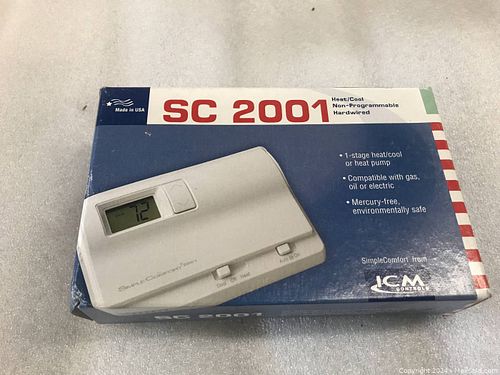 Made in USA
SC 2001
Heat/Cool
Non-Programmable
Hardwired
• 1-stage heat/cool
or heat pump
• Compatible with gas,
oil or electric
• Mercury-free,
environmentally safe
72
Cool Off Heat
Auto Fan On
SimpleComfort from
ICM
CONTROLS
SC 2001